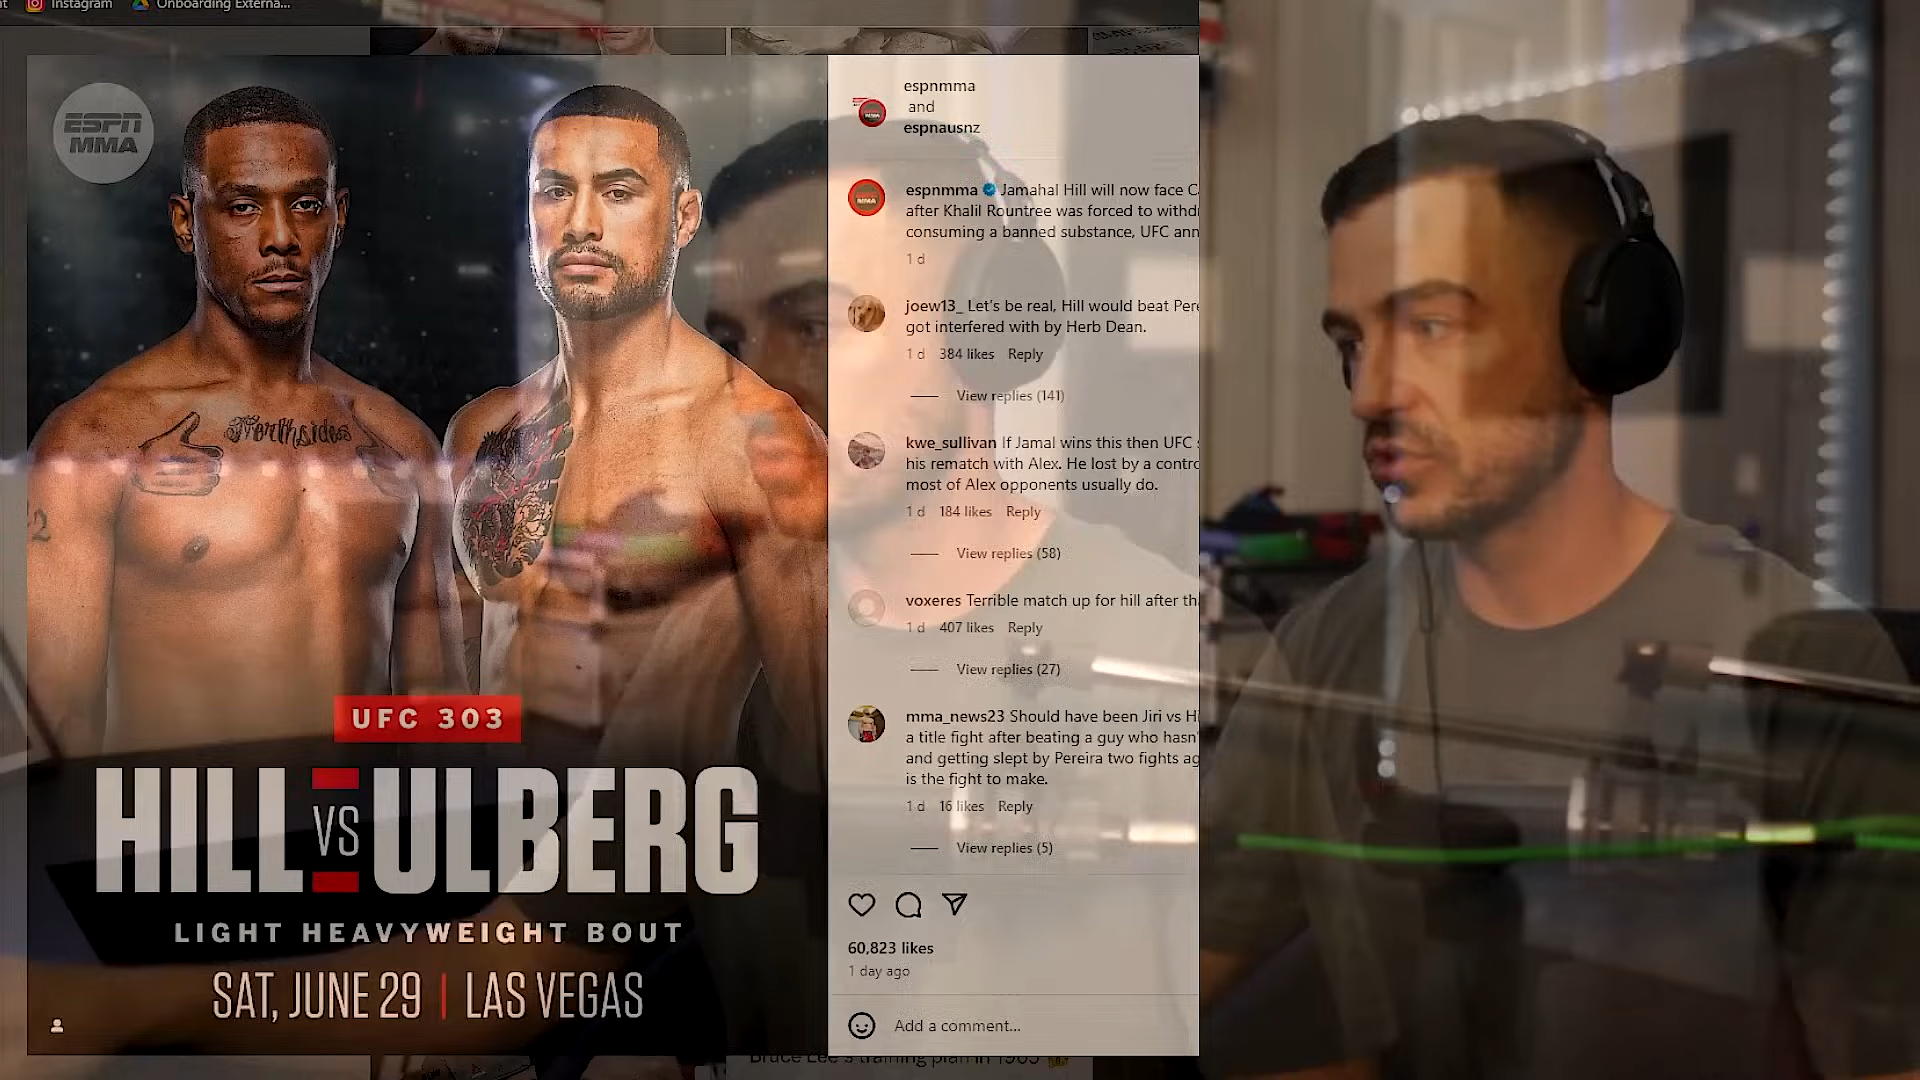 Instagram
Onboarding Externa...
ESPN
MMA
Northsides
UFC 303
HILL VS ULBERG
LIGHT HEAVYWEIGHT BOUT
SAT, JUNE 29 | LAS VEGAS
espnmma
and
espnausnz
espnmma Jamahal Hill will now face
after Khalil Rountree was forced to
consuming a banned substance, UFC
1 d
joew13_ Let's be real, Hill would beat
got interfered with by Herb Dean.
1 d 384 likes Reply
View replies (141)
kwe_sullivan If Jamal wins this then UFC
his rematch with Alex. He lost by a
most of Alex opponents usually do.
1 d 184 likes Reply
View replies (58)
voxeres Terrible match up for hill after
1 d 407 likes Reply
View replies (27)
mma_news23 Should have been Jiri vs
a title fight after beating a guy who
and getting slept by Pereira two fights
is the fight to make.
1 d 16 likes Reply
View replies (5)
60,823 likes
1 day ago
Add a comment...
Bruce Lee's training plan in 1965